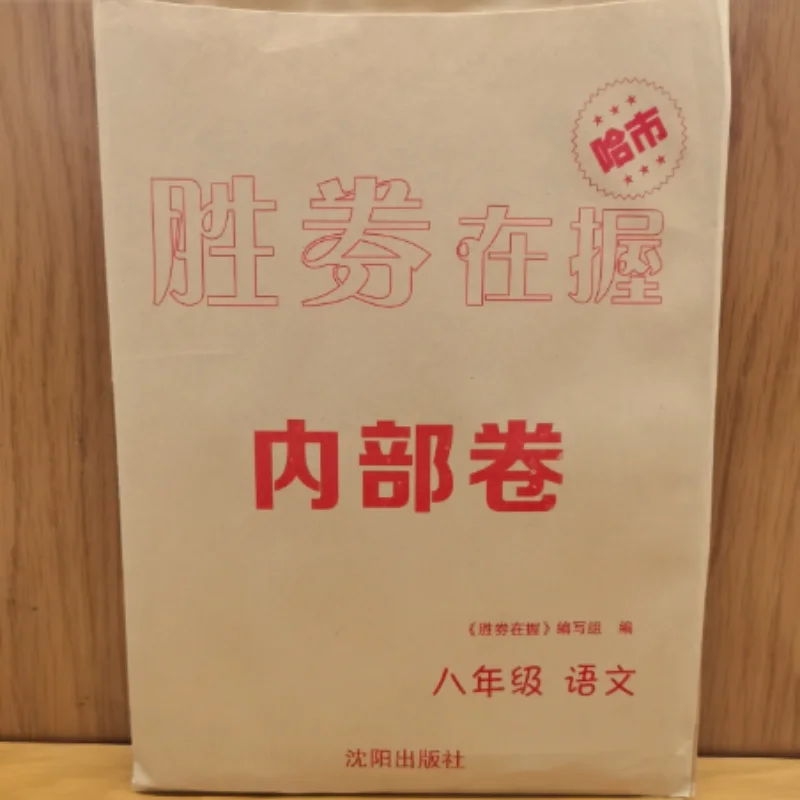 哈市
胜券在握
内部卷
《胜券在握》编写组 编
八年级 语文
沈阳出版社